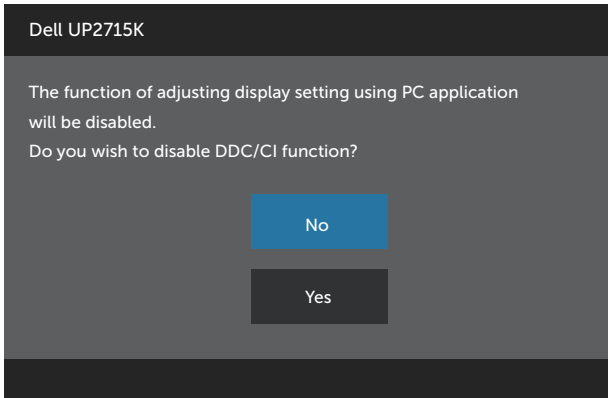 Dell UP2715K
The function of adjusting display setting using PC application
will be disabled.
Do you wish to disable DDC/CI function?
No
Yes